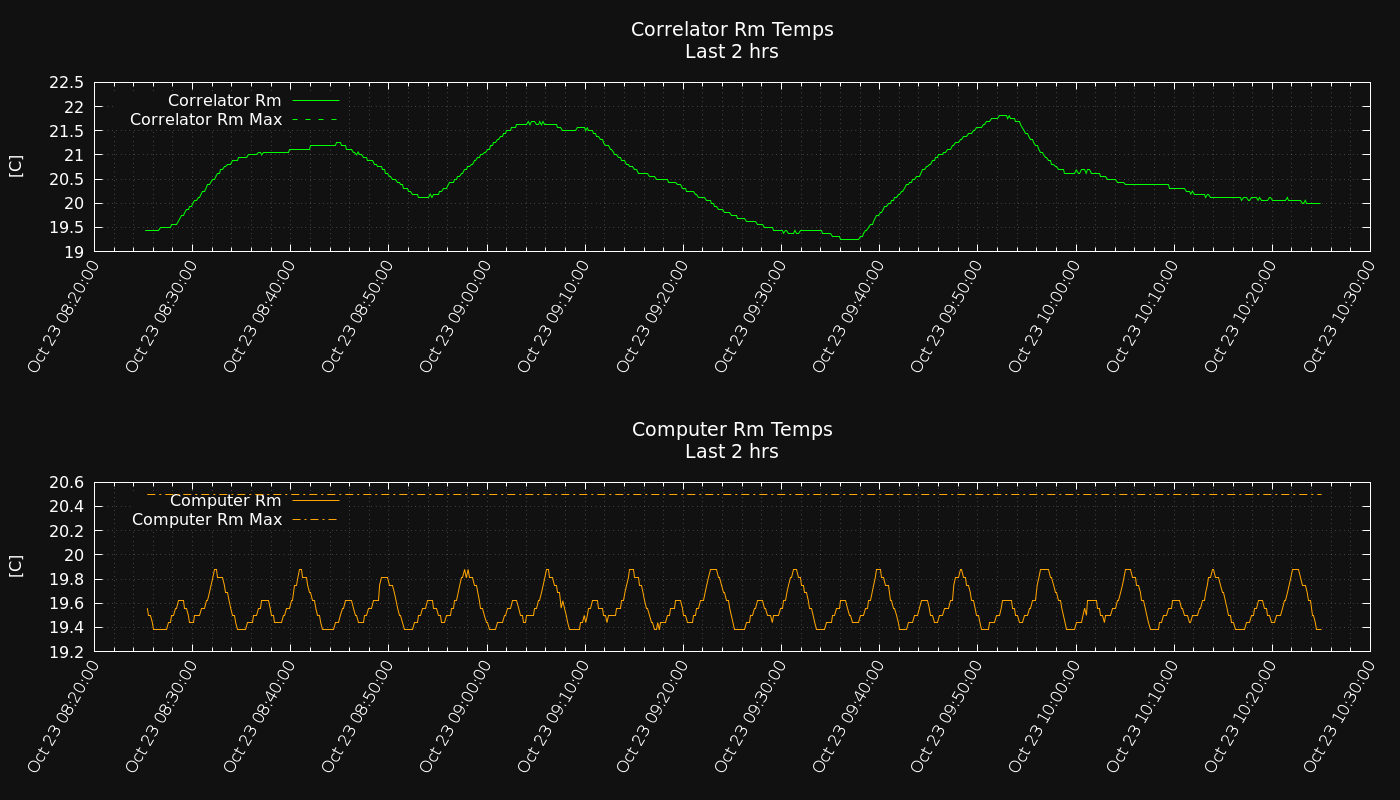 Correlator Rm Temps
Last 2 hrs
22.5
22
21.5
21
20.5
20
19.5
19
[C]
Correlator Rm
Correlator Rm Max
Oct 23 08:20:00
Oct 23 08:30:00
Oct 23 08:40:00
Oct 23 08:50:00
Oct 23 09:00:00
Oct 23 09:10:00
Oct 23 09:20:00
Oct 23 09:30:00
Oct 23 09:40:00
Oct 23 09:50:00
Oct 23 10:00:00
Oct 23 10:10:00
Oct 23 10:20:00
Oct 23 10:30:00
Computer Rm Temps
Last 2 hrs
20.6
20.4
20.2
20
19.8
19.6
19.4
19.2
[C]
Computer Rm
Computer Rm Max
Oct 23 08:20:00
Oct 23 08:30:00
Oct 23 08:40:00
Oct 23 08:50:00
Oct 23 09:00:00
Oct 23 09:10:00
Oct 23 09:20:00
Oct 23 09:30:00
Oct 23 09:40:00
Oct 23 09:50:00
Oct 23 10:00:00
Oct 23 10:10:00
Oct 23 10:20:00
Oct 23 10:30:00